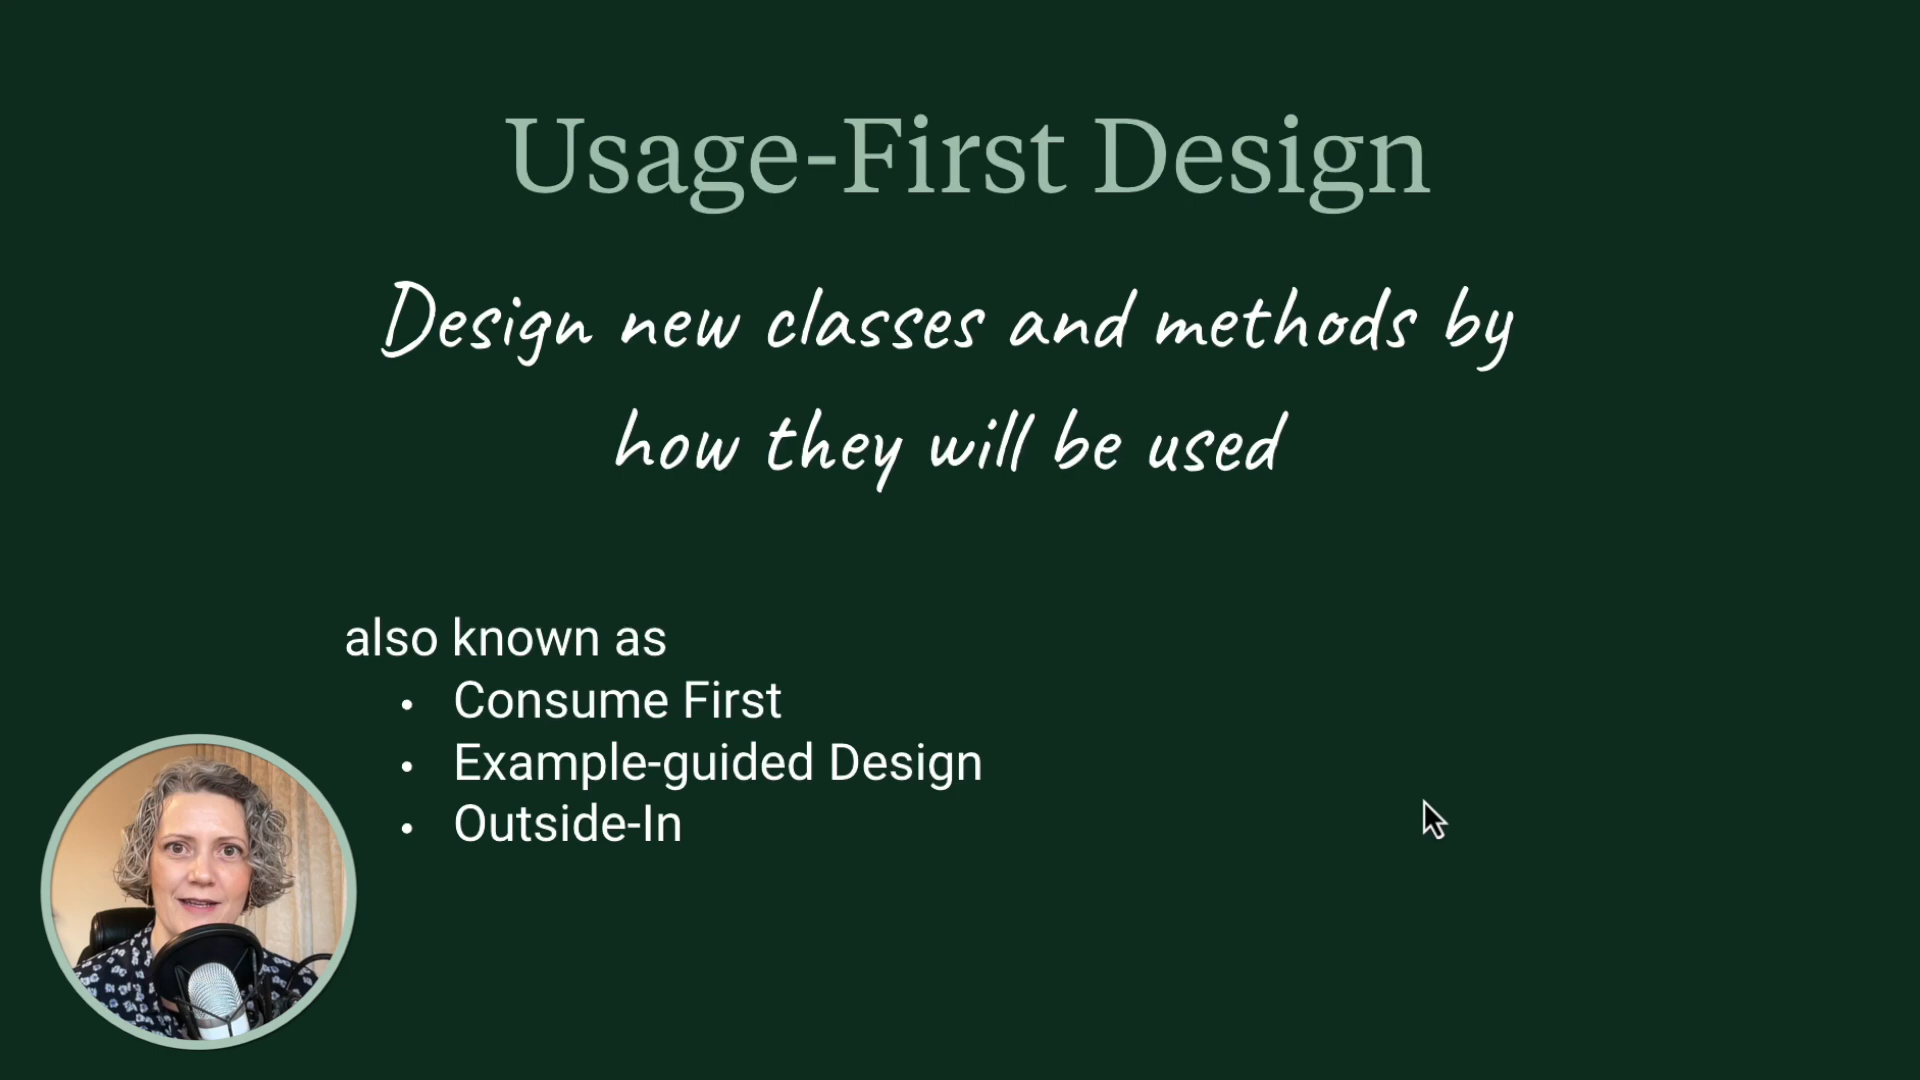 Usage-First Design
Design new classes and methods by
how they will be used
also known as
• Consume First
• Example-guided Design
• Outside-In